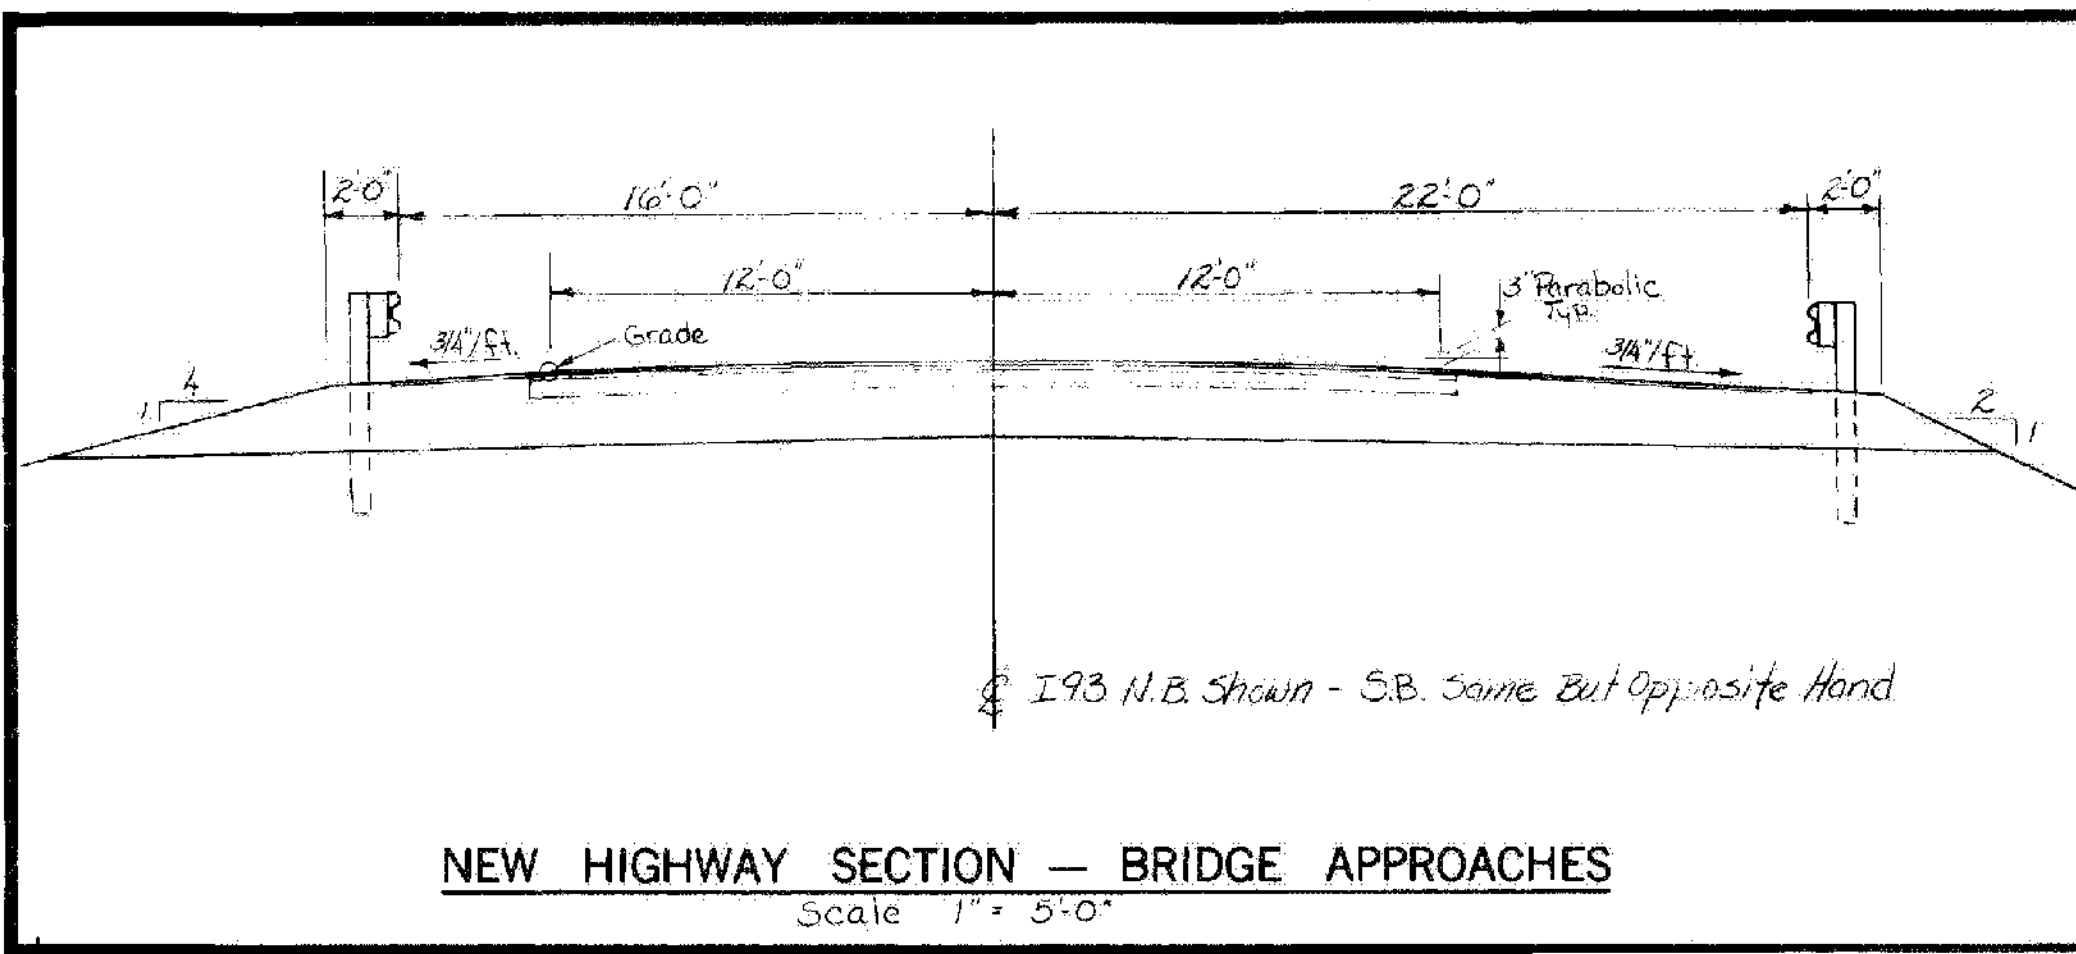 2'-0" 16'-0" 22'-0" 2'-0"
12'-0" 12'-0"
3" Parabolic
Typ.
Grade
3/4"/ft. 3/4"/ft.
4
1
2
1
℄ I93 N.B. Shown - S.B. Same But Opposite Hand
NEW HIGHWAY SECTION — BRIDGE APPROACHES
Scale 1" = 5'-0"